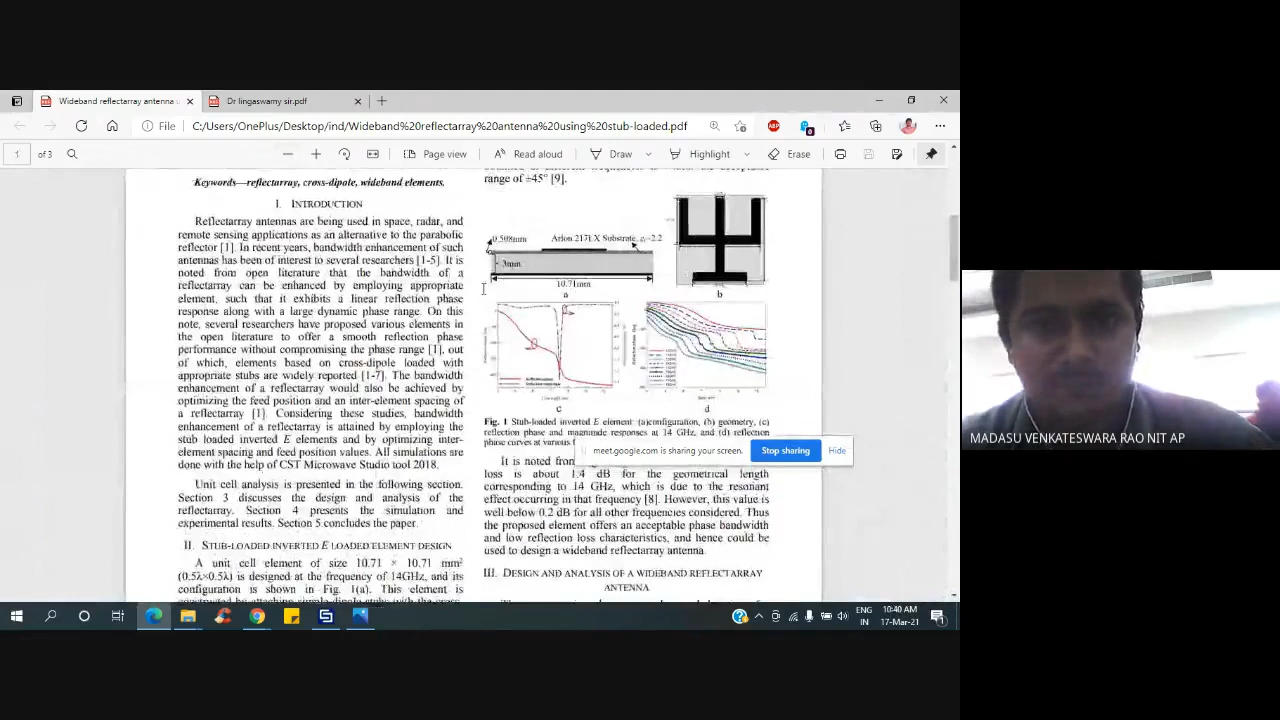 Wideband reflectarray antenna u
Dr lingaswamy sir.pdf
File
C:/Users/OnePlus/Desktop/ind/Wideband%20reflectarray%20antenna%20using%20stub-loaded.pdf
1 of 3
Page view
Read aloud
Draw
Highlight
Erase
Keywords—reflectarray, cross-dipole, wideband elements.
I. INTRODUCTION
Reflectarray antennas are being used in space, radar, and
remote sensing applications as an alternative to the parabolic
reflector [1]. In recent years, bandwidth enhancement of such
antennas has been of interest to several researchers [1-5]. It is
noted from open literature that the bandwidth of a
reflectarray can be enhanced by employing appropriate
element, such that it exhibits a linear reflection phase
response along with a large dynamic phase range. On this
note, several researchers have proposed various elements in
the open literature to offer a smooth reflection phase
performance without compromising the phase range [1], out
of which, elements based on cross-dipole loaded with
appropriate stubs are widely reported [1-7]. The bandwidth
enhancement of a reflectarray would also be achieved by
optimizing the feed position and an inter-element spacing of
a reflectarray [1]. Considering these studies, bandwidth
enhancement of a reflectarray is attained by employing the
stub loaded inverted E elements and by optimizing inter-
element spacing and feed position values. All simulations are
done with the help of CST Microwave Studio tool 2018.
Unit cell analysis is presented in the following section.
Section 3 discusses the design and analysis of the
reflectarray. Section 4 presents the simulation and
experimental results. Section 5 concludes the paper.
II. STUB-LOADED INVERTED E LOADED ELEMENT DESIGN
A unit cell element of size 10.71 × 10.71 mm²
(0.5λ×0.5λ) is designed at the frequency of 14GHz, and its
configuration is shown in Fig. 1(a). This element is
range of ±45° [9].
0.508mm
Arlon 217LX Substrate, εr=2.2
3mm
10.71mm
a
b
c
d
Fig. 1 Stub-loaded inverted E element (a)configuration, (b) geometry, (c)
reflection phase and magnitude responses at 14 GHz, and (d) reflection
phase curves at various
meet.google.com is sharing your screen.
Stop sharing
Hide
It is noted from
loss is about 1.4 dB for the geometrical length
corresponding to 14 GHz, which is due to the resonant
effect occurring in that frequency [8]. However, this value is
well below 0.2 dB for all other frequencies considered. Thus
the proposed element offers an acceptable phase bandwidth
and low reflection loss characteristics, and hence could be
used to design a wideband reflectarray antenna.
III. DESIGN AND ANALYSIS OF A WIDEBAND REFLECTARRAY
ANTENNA
MADASU VENKATESWARA RAO NIT AP
ENG
IN
10:40 AM
17-Mar-21